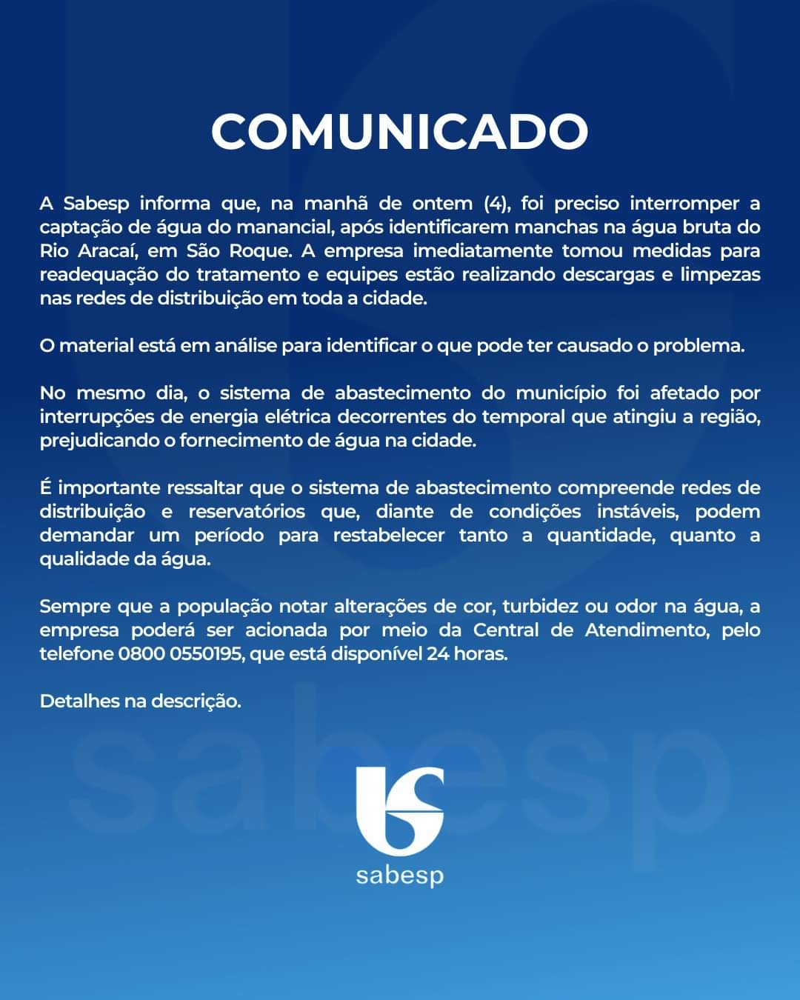 COMUNICADO
A Sabesp informa que, na manhã de ontem (4), foi preciso interromper a
captação de água do manancial, após identificarem manchas na água bruta do
Rio Aracaí, em São Roque. A empresa imediatamente tomou medidas para
readequação do tratamento e equipes estão realizando descargas e limpezas
nas redes de distribuição em toda a cidade.
O material está em análise para identificar o que pode ter causado o problema.
No mesmo dia, o sistema de abastecimento do município foi afetado por
interrupções de energia elétrica decorrentes do temporal que atingiu a região,
prejudicando o fornecimento de água na cidade.
É importante ressaltar que o sistema de abastecimento compreende redes de
distribuição e reservatórios que, diante de condições instáveis, podem
demandar um período para restabelecer tanto a quantidade, quanto a
qualidade da água.
Sempre que a população notar alterações de cor, turbidez ou odor na água, a
empresa poderá ser acionada por meio da Central de Atendimento, pelo
telefone 0800 0550195, que está disponível 24 horas.
Detalhes na descrição.
sabesp
sabesp